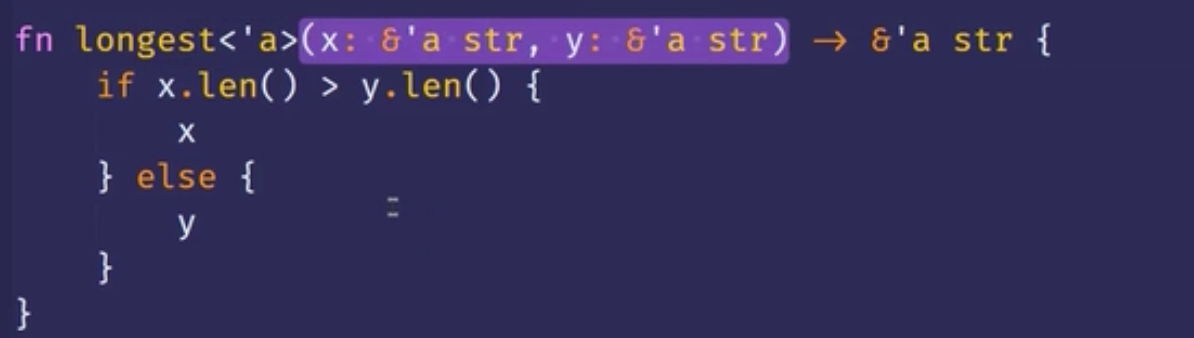 fn longest<'a>(x: &'a str, y: &'a str) -> &'a str {
    if x.len() > y.len() {
        x
    } else {
        y
    }
}